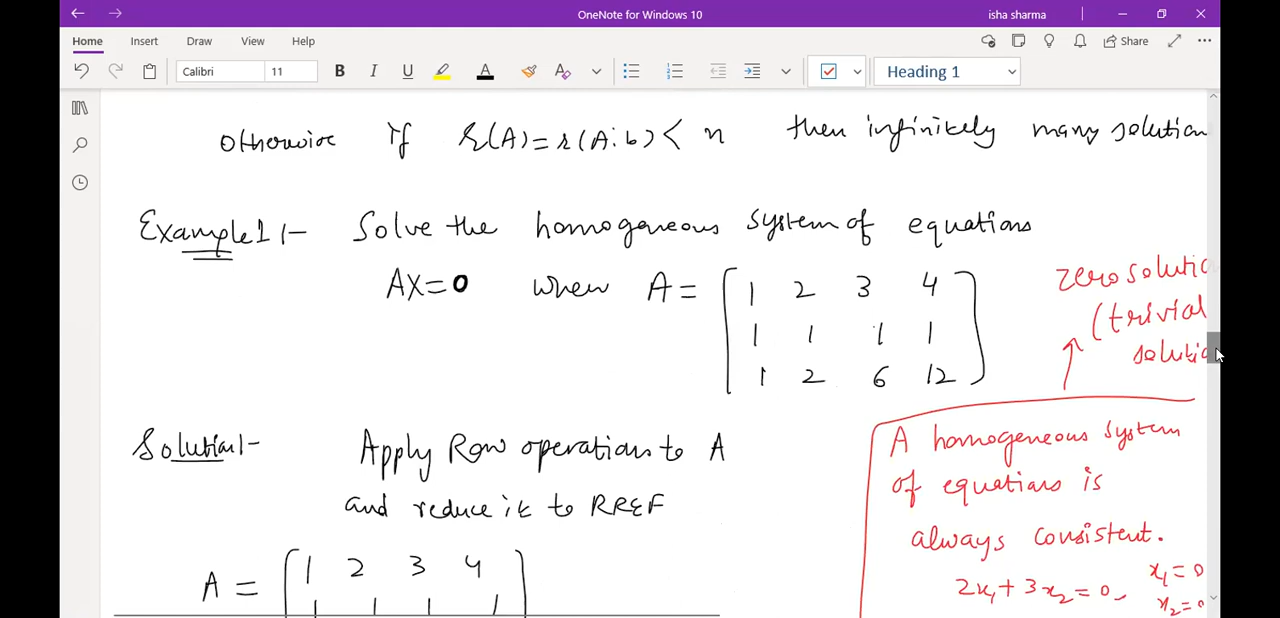 OneNote for Windows 10
isha sharma
Home Insert Draw View Help
Share
Calibri 11 B I U A A Heading 1
otherwise if r(A)=r(A:b)<n then infinitely many solution
Example 1 :- Solve the homogeneous system of equations
AX=0 when A = [1 2 3 4
1 1 1 1
1 2 6 12]
zero solutio
(trivial
solutio
Solution:- Apply Row operations to A
and reduce it to RREF
A = [1 2 3 4
1 1 1 1
A homogeneous system
of equations is
always consistent.
2x₁+3x₂=0, x₁=0
x₂=0